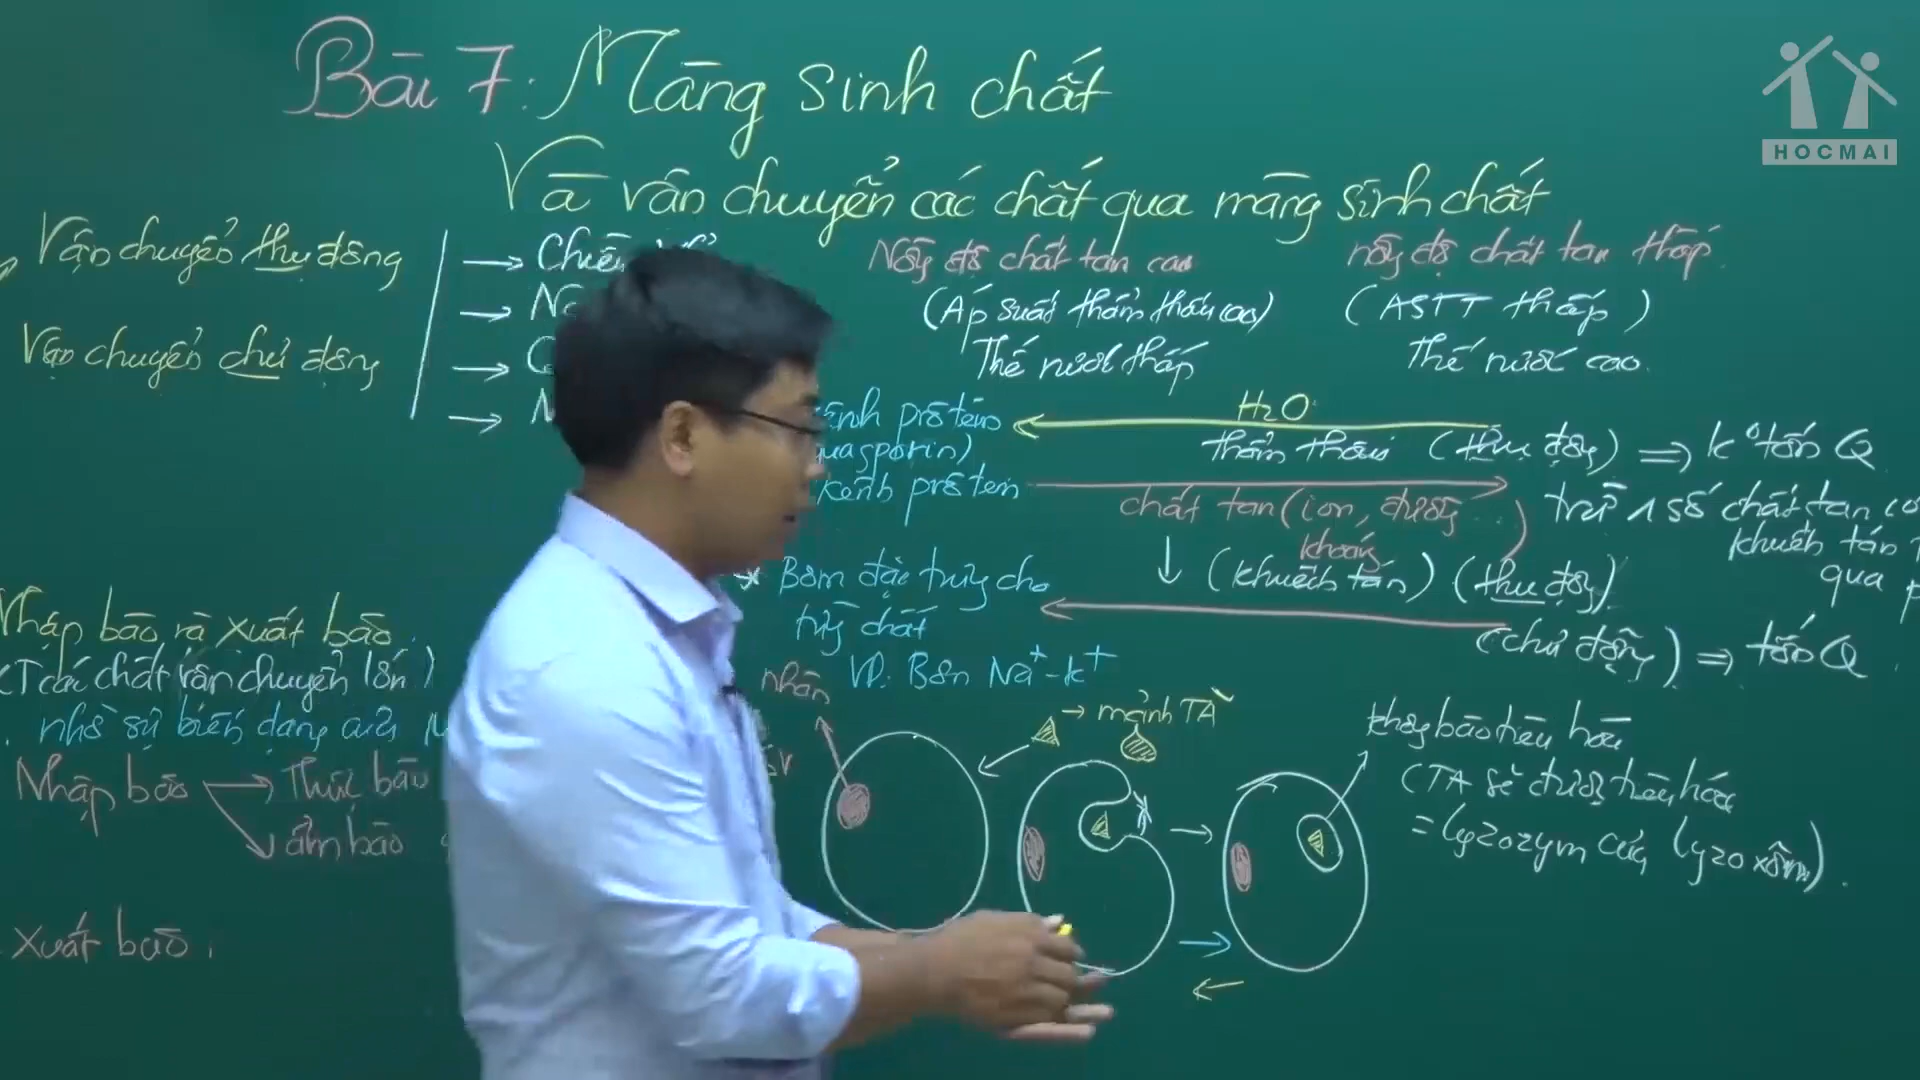 Bài 7: Màng sinh chất
Và vận chuyển các chất qua màng sinh chất
HOCMAI
Vận chuyển thụ động
Vận chuyển chủ động
Nồng độ chất tan cao
(Áp suất thẩm thấu cao)
Thế nước thấp
nồng độ chất tan thấp
(ASTT thấp)
Thế nước cao.
kênh protein
H2O
thẩm thấu (thụ động) => k° tốn Q
kênh protein
chất tan (ion, đường ...)
khoáng
(khuếch tán) (thụ động)
trừ 1 số chất tan
khuếch tán
qua
Bơm đặc trưng cho
từng chất
VD: Bơm Na+ - K+
(chủ động) => tốn Q
Nhập bào và xuất bào
(Các chất vận chuyển lớn)
nhờ sự biến dạng của
Nhập bào
Thực bào
ẩm bào
Xuất bào
nhân
mảnh TĂ
không bào tiêu hóa
(TA sẽ được tiêu hóa
= lyzozym của lyzoxôm).